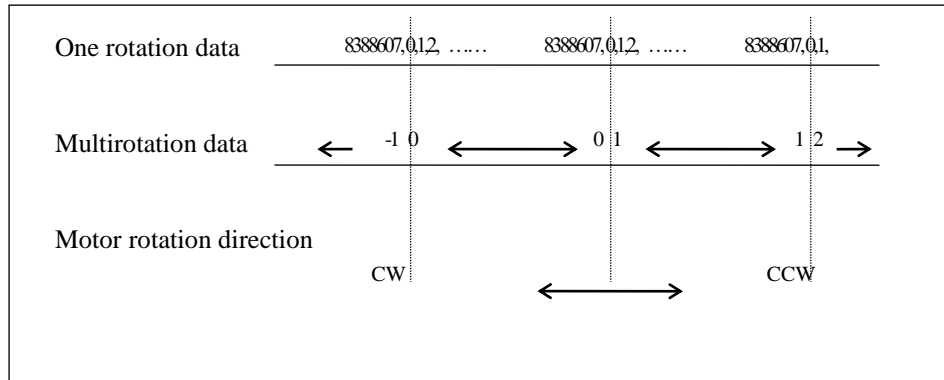 One rotation data 8388607,0,1,2, …… 8388607,0,1,2, …… 8388607,0,1,
Multirotation data -1 0 0 1 1 2
Motor rotation direction
CW CCW